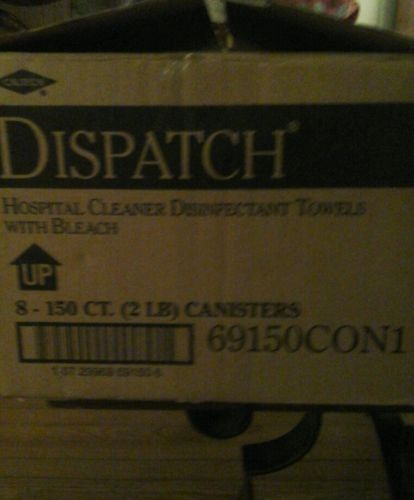 DISPATCH®
HOSPITAL CLEANER DISINFECTANT TOWELS
WITH BLEACH
UP
8 - 150 CT. (2 LB) CANISTERS
69150CON1